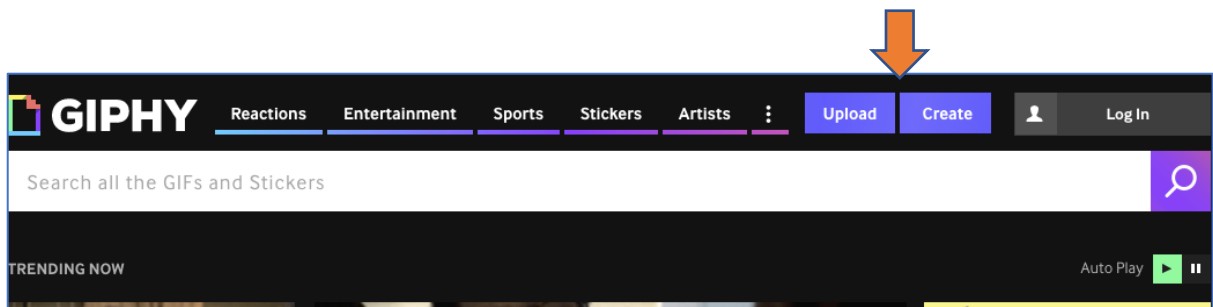 GIPHY Reactions Entertainment Sports Stickers Artists Upload Create Log In
Search all the GIFs and Stickers
TRENDING NOW Auto Play